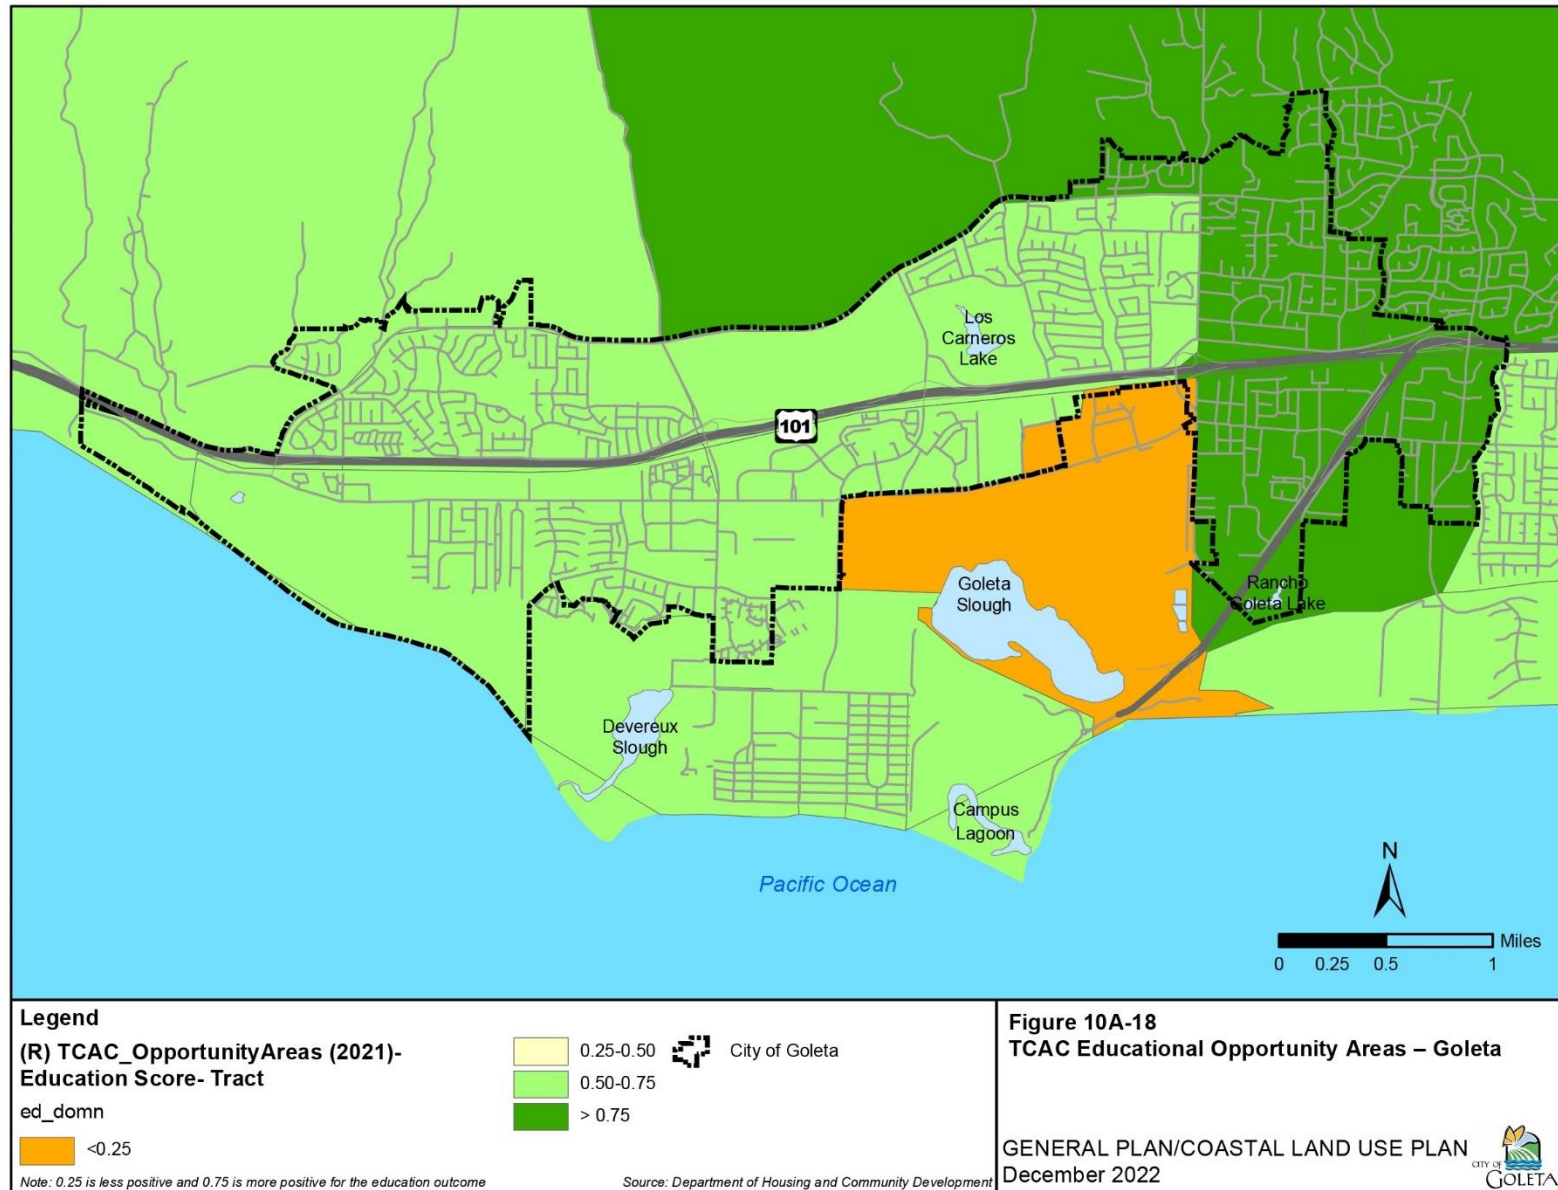 Los
Carneros
Lake
101
Goleta
Slough
Rancho
Goleta Lake
Devereux
Slough
Campus
Lagoon
Pacific Ocean
N
Miles
0 0.25 0.5 1
Legend
(R) TCAC_OpportunityAreas (2021)-
Education Score- Tract
ed_domn
<0.25
0.25-0.50
0.50-0.75
> 0.75
City of Goleta
Note: 0.25 is less positive and 0.75 is more positive for the education outcome
Source: Department of Housing and Community Development
Figure 10A-18
TCAC Educational Opportunity Areas – Goleta
GENERAL PLAN/COASTAL LAND USE PLAN
December 2022
CITY OF
GOLETA